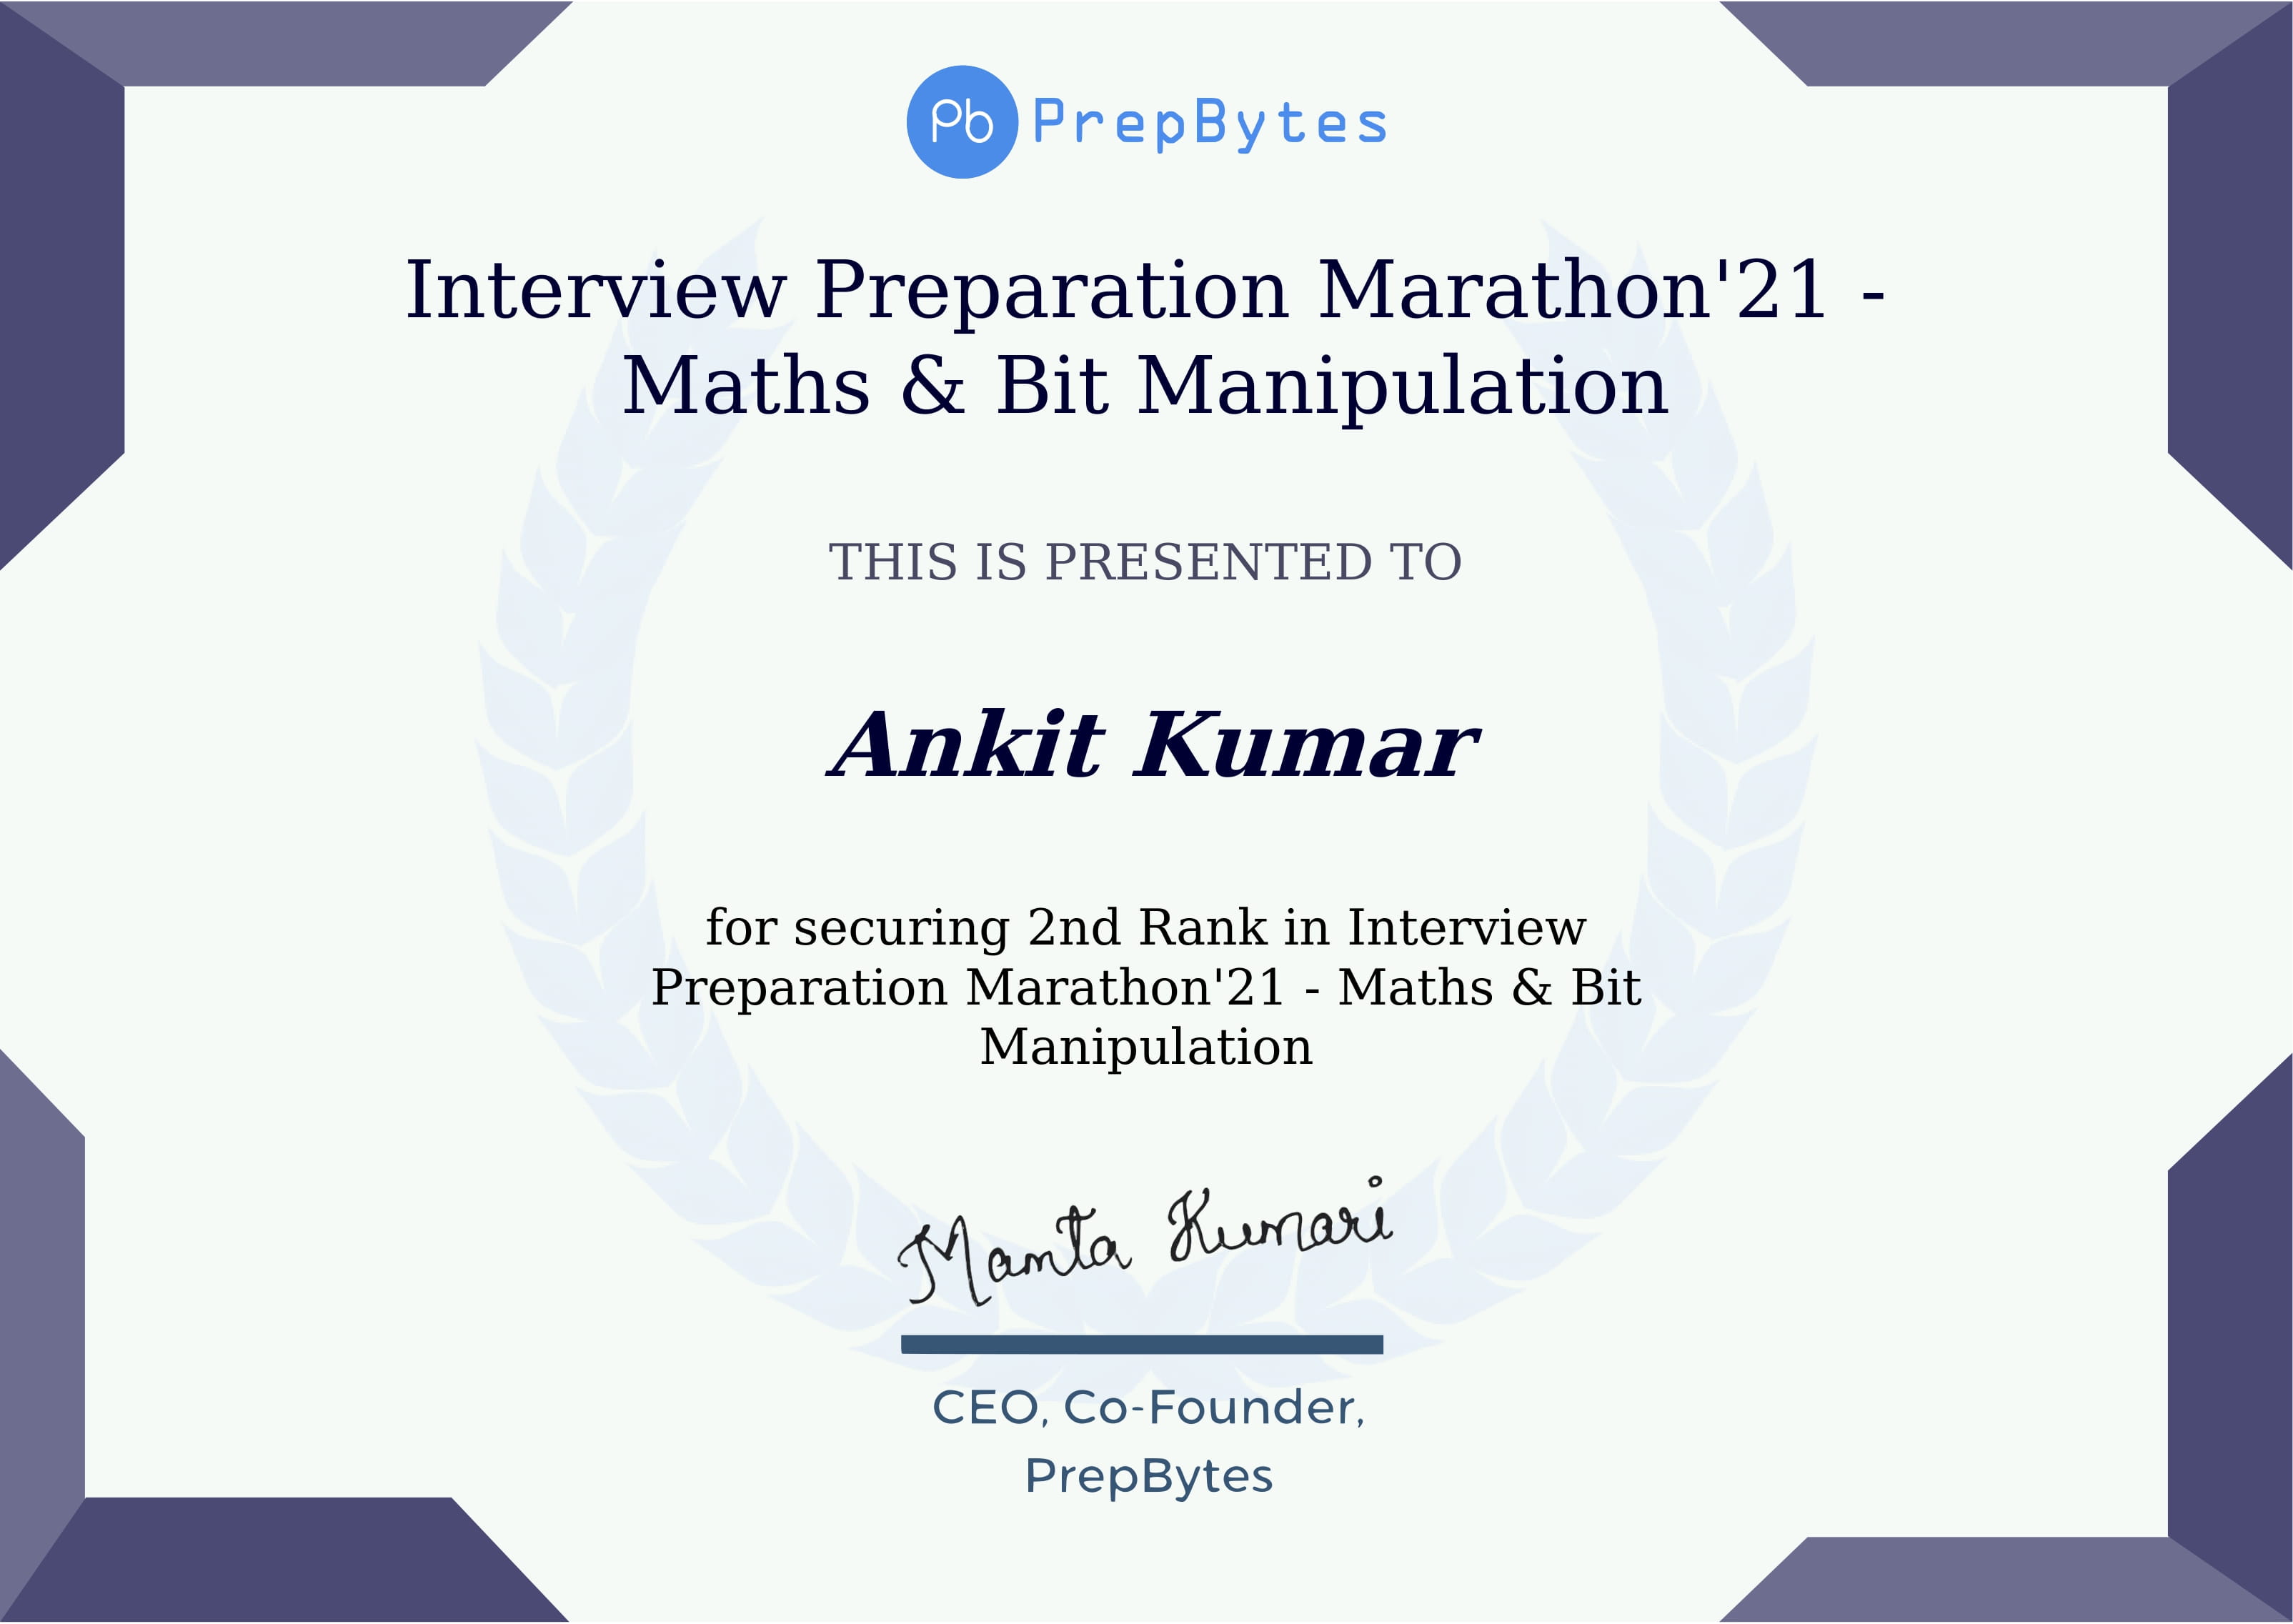 Pb PrepBytes
Interview Preparation Marathon'21 -
Maths & Bit Manipulation
THIS IS PRESENTED TO
Ankit Kumar
for securing 2nd Rank in Interview
Preparation Marathon'21 - Maths & Bit
Manipulation
Mamta Kumari
CEO, Co-Founder,
PrepBytes